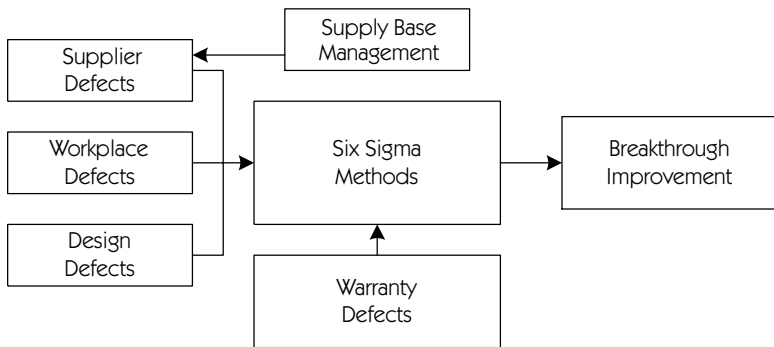 Supply Base
Management
Supplier
Defects
Workplace
Defects
Six Sigma
Methods
Breakthrough
Improvement
Design
Defects
Warranty
Defects